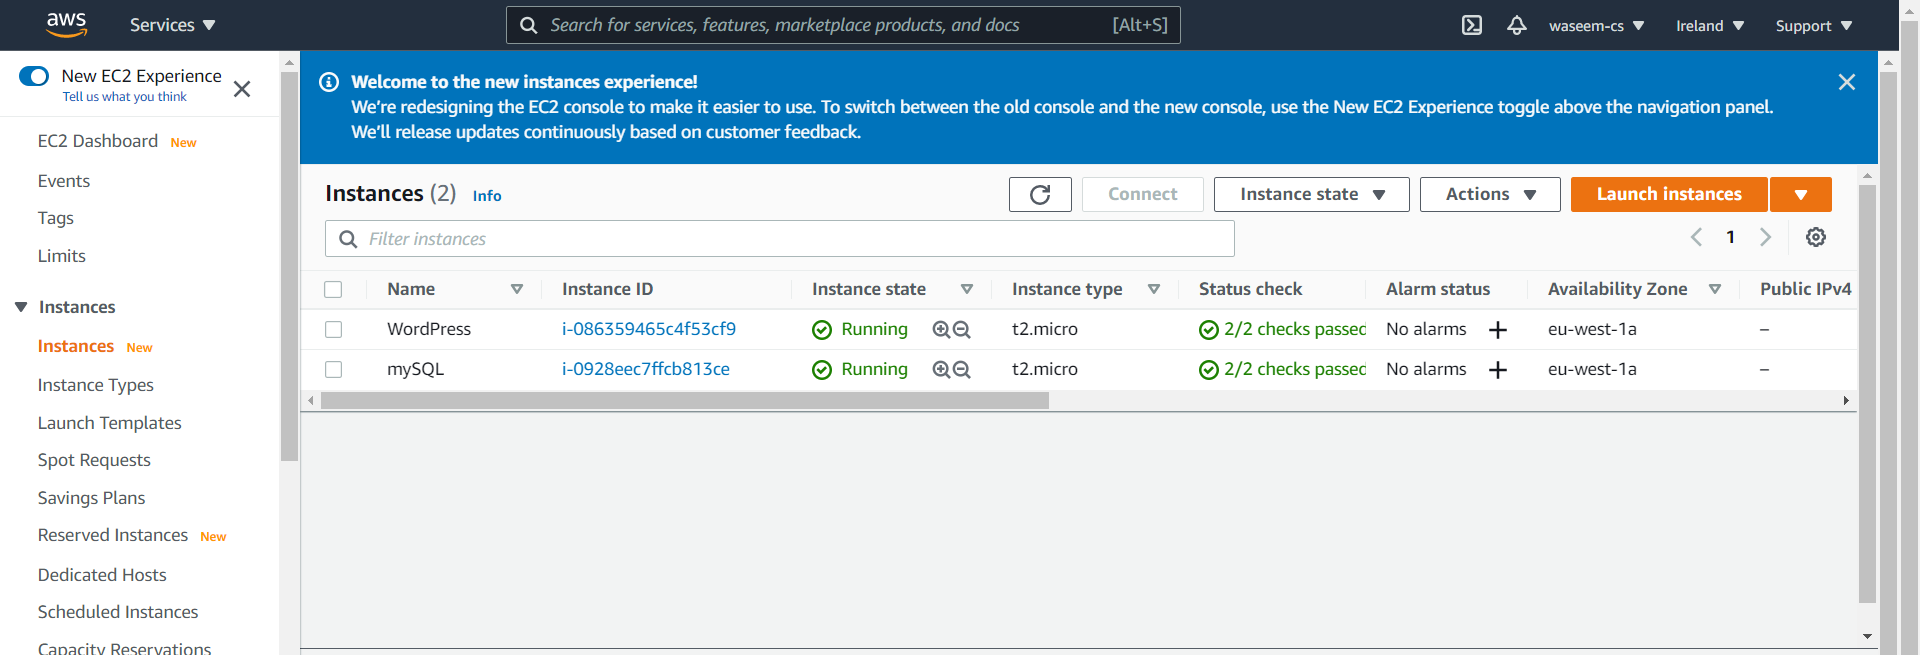 aws
Services
Search for services, features, marketplace products, and docs
[Alt+S]
waseem-cs
Ireland
Support
New EC2 Experience
Tell us what you think
EC2 Dashboard New
Events
Tags
Limits
Instances
Instances New
Instance Types
Launch Templates
Spot Requests
Savings Plans
Reserved Instances New
Dedicated Hosts
Scheduled Instances
Capacity Reservations
Welcome to the new instances experience!
We're redesigning the EC2 console to make it easier to use. To switch between the old console and the new console, use the New EC2 Experience toggle above the navigation panel.
We'll release updates continuously based on customer feedback.
Instances (2) Info
Connect
Instance state
Actions
Launch instances
Filter instances
1
Name Instance ID Instance state Instance type Status check Alarm status Availability Zone Public IPv4
WordPress i-086359465c4f53cf9 Running t2.micro 2/2 checks passed No alarms + eu-west-1a –
mySQL i-0928eec7ffcb813ce Running t2.micro 2/2 checks passed No alarms + eu-west-1a –